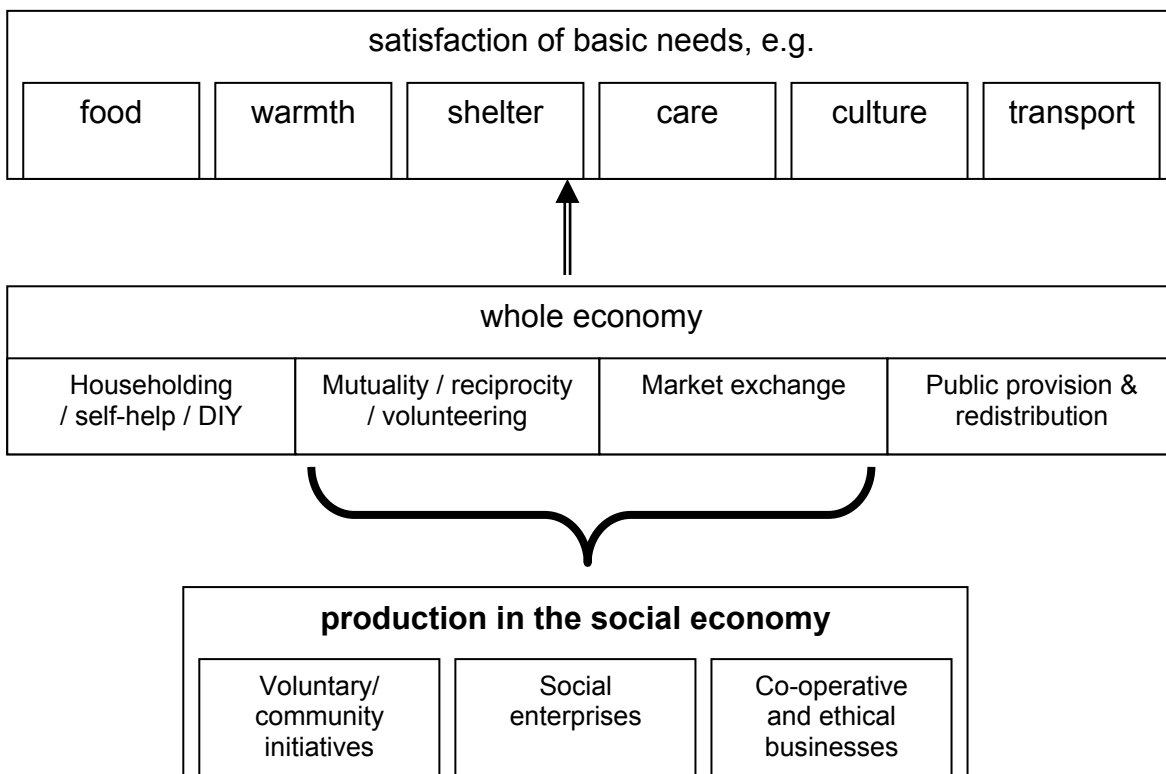 satisfaction of basic needs, e.g.
food
warmth
shelter
care
culture
transport
whole economy
Householding
/ self-help / DIY
Mutuality / reciprocity
/ volunteering
Market exchange
Public provision &
redistribution
production in the social economy
Voluntary/
community
initiatives
Social
enterprises
Co-operative
and ethical
businesses